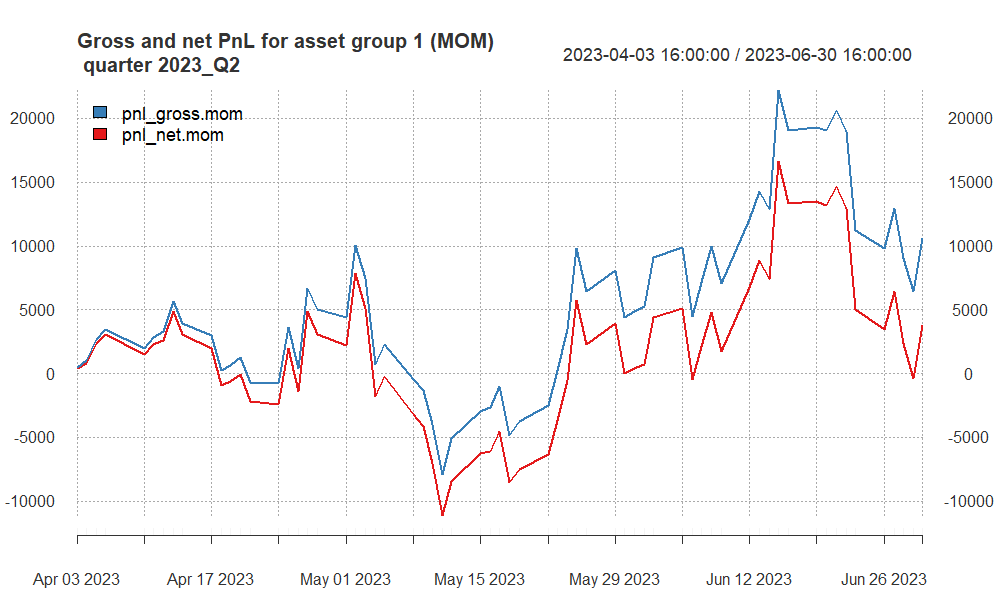 Gross and net PnL for asset group 1 (MOM)
quarter 2023_Q2
2023-04-03 16:00:00 / 2023-06-30 16:00:00
pnl_gross.mom
pnl_net.mom
20000 20000
15000 15000
10000 10000
5000 5000
0 0
-5000 -5000
-10000 -10000
Apr 03 2023 Apr 17 2023 May 01 2023 May 15 2023 May 29 2023 Jun 12 2023 Jun 26 2023